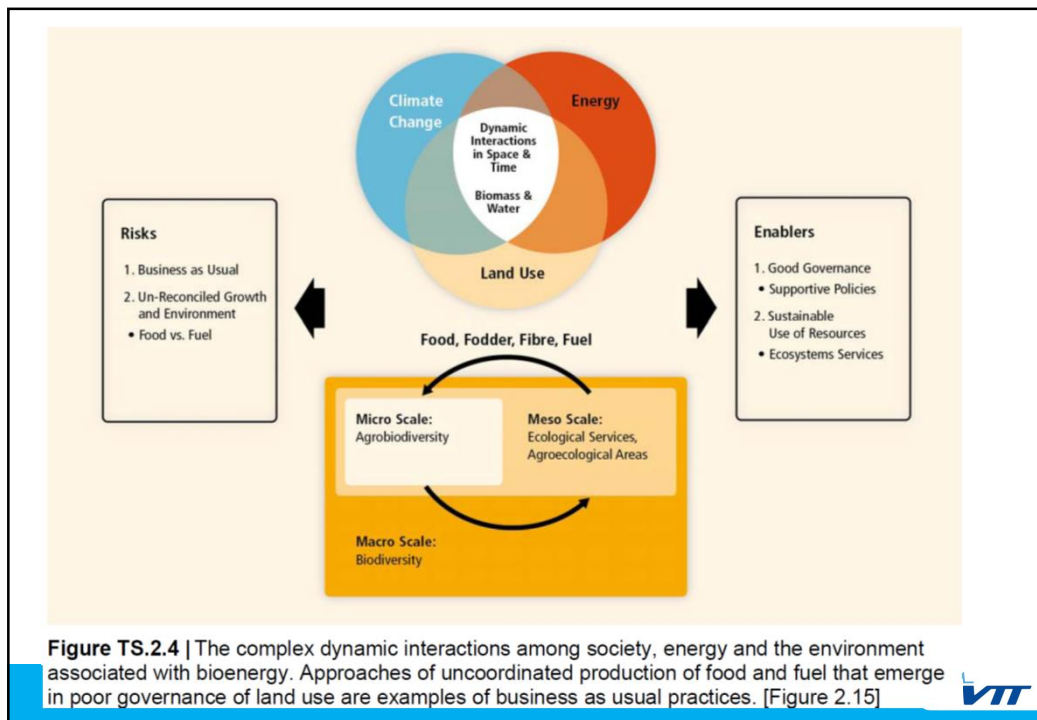 Climate
Change
Energy
Dynamic
Interactions
in Space &
Time
Biomass &
Water
Land Use
Risks
1. Business as Usual
2. Un-Reconciled Growth
and Environment
• Food vs. Fuel
Enablers
1. Good Governance
• Supportive Policies
2. Sustainable
Use of Resources
• Ecosystems Services
Food, Fodder, Fibre, Fuel
Micro Scale:
Agrobiodiversity
Meso Scale:
Ecological Services,
Agroecological Areas
Macro Scale:
Biodiversity
Figure TS.2.4 | The complex dynamic interactions among society, energy and the environment
associated with bioenergy. Approaches of uncoordinated production of food and fuel that emerge
in poor governance of land use are examples of business as usual practices. [Figure 2.15]
VTT